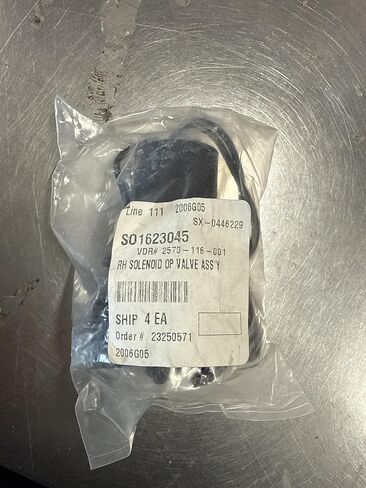 Line 111 2006G05
SX-0446229
SO1623045
VDR# 2570-116-001
RH SOLENOID OP VALVE ASS'Y
SHIP 4 EA
Order # 23250571
2006G05